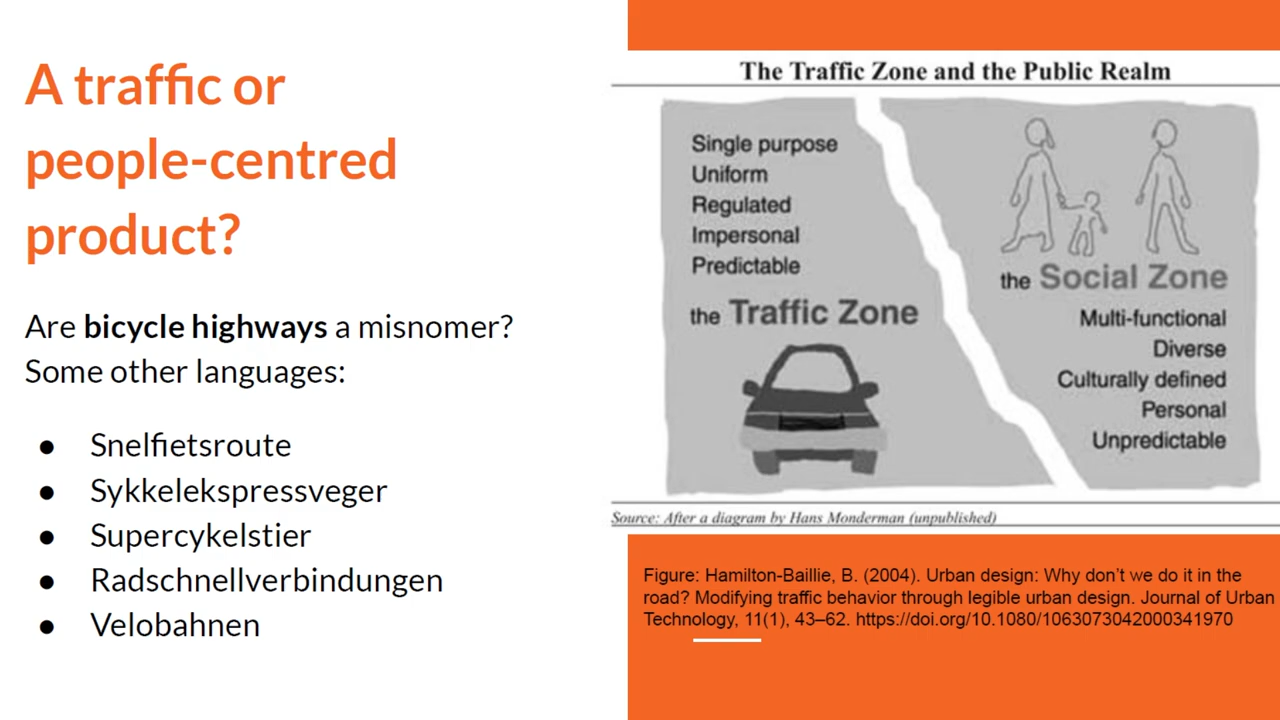 A traffic or
people-centred
product?
Are bicycle highways a misnomer?
Some other languages:
● Snelfietsroute
● Sykkelekspressveger
● Supercykelstier
● Radschnellverbindungen
● Velobahnen
The Traffic Zone and the Public Realm
Single purpose
Uniform
Regulated
Impersonal
Predictable
the Traffic Zone
the Social Zone
Multi-functional
Diverse
Culturally defined
Personal
Unpredictable
Source: After a diagram by Hans Monderman (unpublished)
Figure: Hamilton-Baillie, B. (2004). Urban design: Why don't we do it in the
road? Modifying traffic behavior through legible urban design. Journal of Urban
Technology, 11(1), 43–62. https://doi.org/10.1080/1063073042000341970